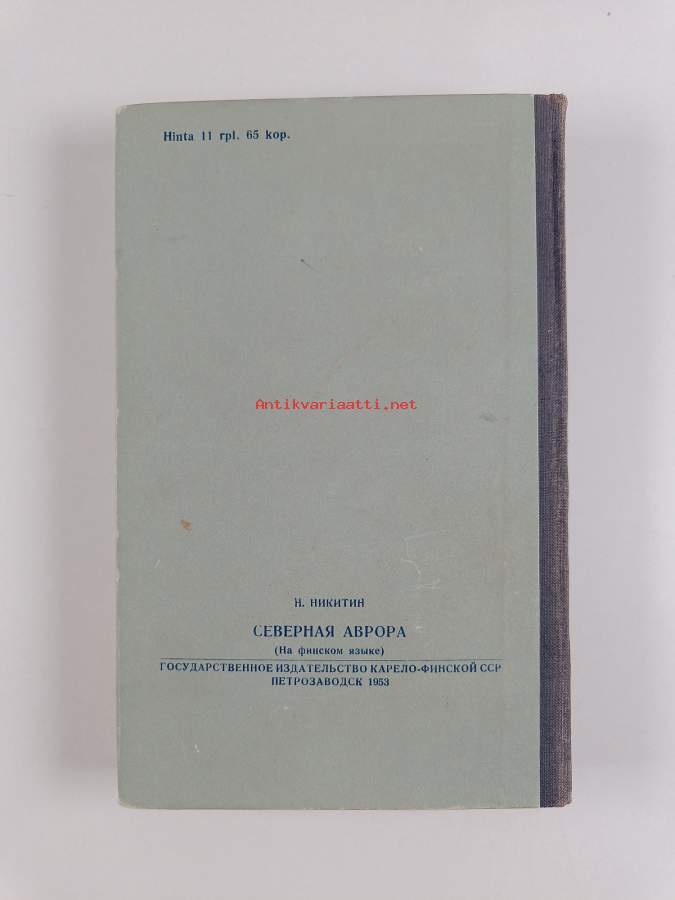 Hinta 11 rpl. 65 kop.
Antikvariaatti.net
Н. НИКИТИН
СЕВЕРНАЯ АВРОРА
(На финском языке)
ГОСУДАРСТВЕННОЕ ИЗДАТЕЛЬСТВО КАРЕЛО-ФИНСКОЙ ССР
ПЕТРОЗАВОДСК 1953